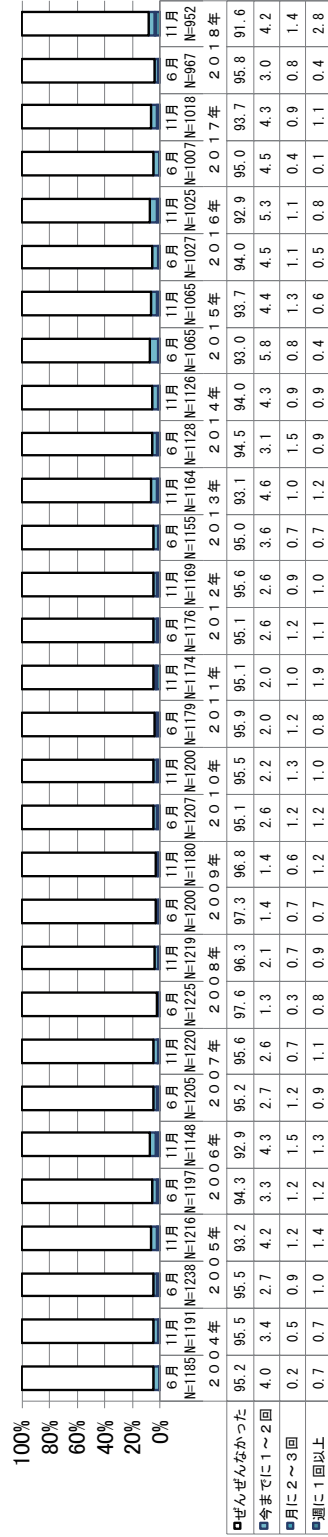 100%
80%
60%
40%
20%
0%
6月 11月 6月 11月 6月 11月 6月 11月 6月 11月 6月 11月 6月 11月 6月 11月 6月 11月 6月 11月 6月 11月 6月 11月 6月 11月 6月 11月 6月 11月
N=1185 N=1191 N=1238 N=1216 N=1197 N=1148 N=1205 N=1220 N=1225 N=1219 N=1200 N=1180 N=1207 N=1200 N=1179 N=1174 N=1176 N=1169 N=1155 N=1164 N=1128 N=1126 N=1065 N=1065 N=1027 N=1025 N=1007 N=1018 N=967 N=952
2004年 2005年 2006年 2007年 2008年 2009年 2010年 2011年 2012年 2013年 2014年 2015年 2016年 2017年 2018年
ぜんぜんなかった 95.2 95.5 95.5 93.2 94.3 92.9 95.2 95.6 97.6 96.3 97.3 96.8 95.1 95.5 95.9 95.1 95.1 95.6 95.0 93.1 94.5 94.0 93.0 93.7 94.0 92.9 95.0 93.7 95.8 91.6
今までに1～2回 4.0 3.4 2.7 4.2 3.3 4.3 2.7 2.6 1.3 2.1 1.4 1.4 2.6 2.2 2.0 2.0 2.6 2.6 3.6 4.6 3.1 4.3 5.8 4.4 4.5 5.3 4.5 4.3 3.0 4.2
月に2～3回 0.2 0.5 0.9 1.2 1.2 1.5 1.2 0.7 0.3 0.7 0.7 0.6 1.2 1.3 1.2 1.0 1.2 0.9 0.7 1.0 1.5 0.9 0.8 1.3 1.1 1.1 0.4 0.9 0.8 1.4
週に1回以上 0.7 0.7 1.0 1.4 1.2 1.3 0.9 1.1 0.8 0.9 0.7 1.2 1.2 1.0 0.8 1.9 1.1 1.0 0.7 1.2 0.9 0.9 0.4 0.6 0.5 0.8 0.1 1.1 0.4 2.8